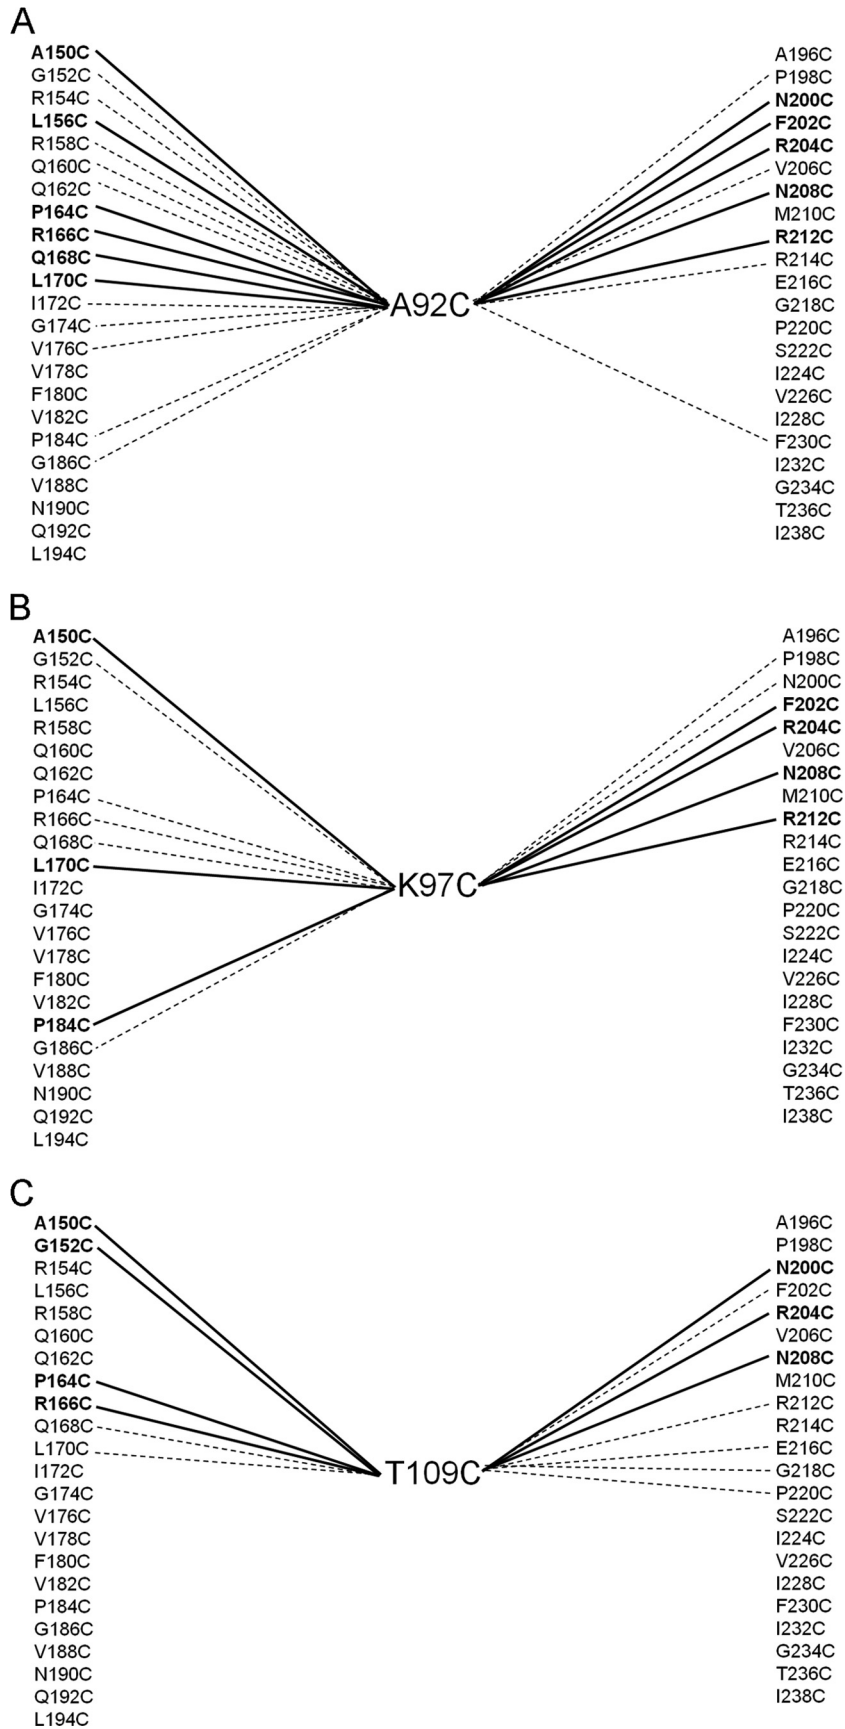 A
A150C
G152C
R154C
L156C
R158C
Q160C
Q162C
P164C
R166C
Q168C
L170C
I172C
G174C
V176C
V178C
F180C
V182C
P184C
G186C
V188C
N190C
Q192C
L194C
A92C
A196C
P198C
N200C
F202C
R204C
V206C
N208C
M210C
R212C
R214C
E216C
G218C
P220C
S222C
I224C
V226C
I228C
F230C
I232C
G234C
T236C
I238C
B
A150C
G152C
R154C
L156C
R158C
Q160C
Q162C
P164C
R166C
Q168C
L170C
I172C
G174C
V176C
V178C
F180C
V182C
P184C
G186C
V188C
N190C
Q192C
L194C
K97C
A196C
P198C
N200C
F202C
R204C
V206C
N208C
M210C
R212C
R214C
E216C
G218C
P220C
S222C
I224C
V226C
I228C
F230C
I232C
G234C
T236C
I238C
C
A150C
G152C
R154C
L156C
R158C
Q160C
Q162C
P164C
R166C
Q168C
L170C
I172C
G174C
V176C
V178C
F180C
V182C
P184C
G186C
V188C
N190C
Q192C
L194C
T109C
A196C
P198C
N200C
F202C
R204C
V206C
N208C
M210C
R212C
R214C
E216C
G218C
P220C
S222C
I224C
V226C
I228C
F230C
I232C
G234C
T236C
I238C